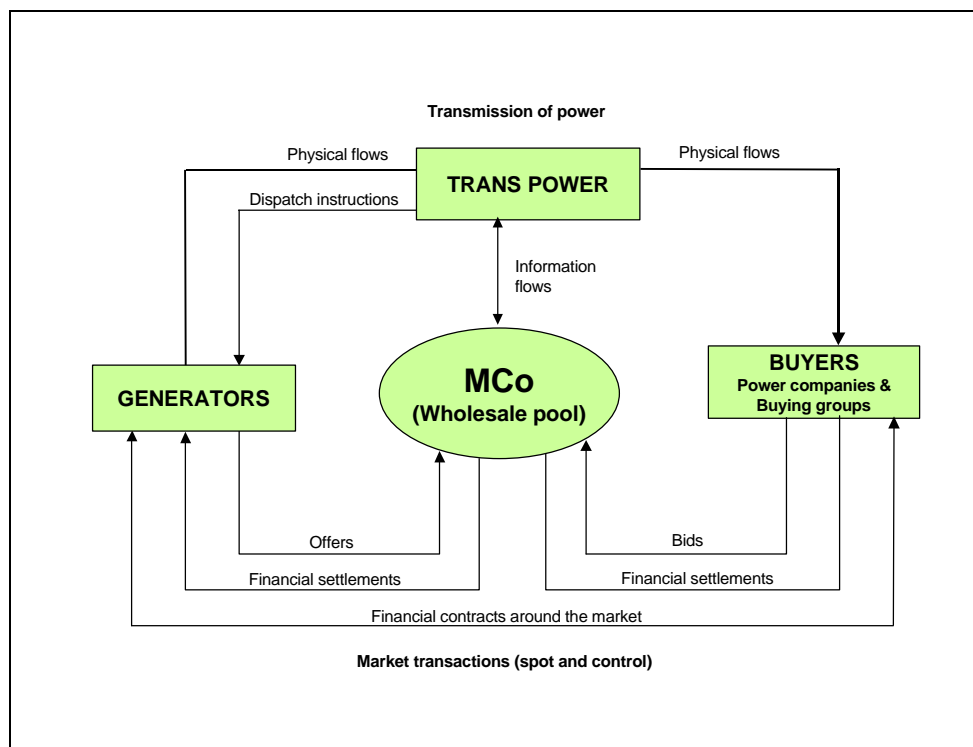 Transmission of power
Physical flows
Physical flows
TRANS POWER
Dispatch instructions
Information
flows
GENERATORS
MCo
(Wholesale pool)
BUYERS
Power companies &
Buying groups
Offers
Bids
Financial settlements
Financial settlements
Financial contracts around the market
Market transactions (spot and control)